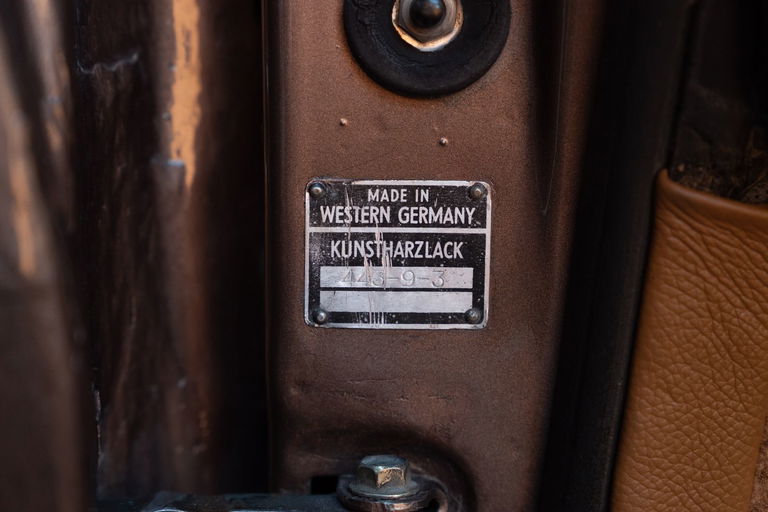 MADE IN
WESTERN GERMANY
KUNSTHARZLACK
443-9-3